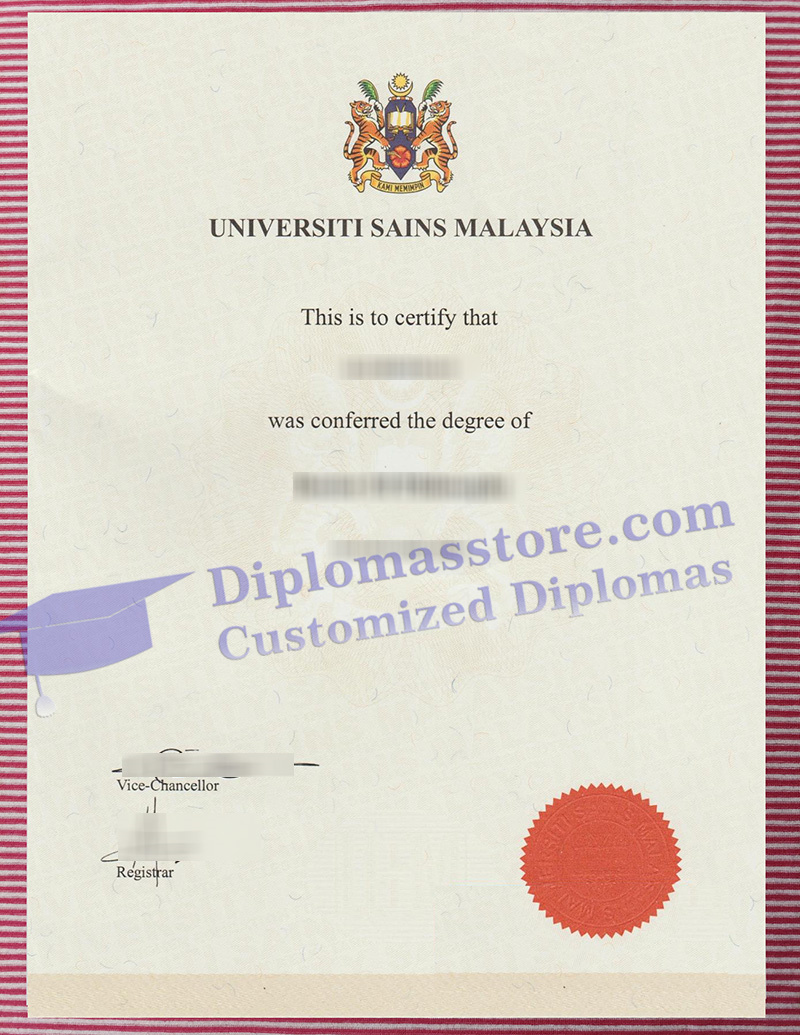 KAMI MEMIMPIN
UNIVERSITI SAINS MALAYSIA
This is to certify that
was conferred the degree of
Diplomasstore.com
Customized Diplomas
Vice-Chancellor
Registrar